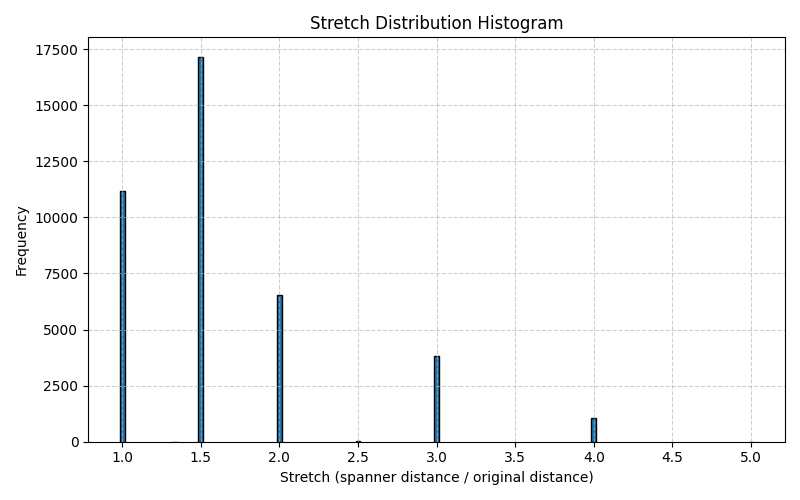 Stretch Distribution Histogram
17500
15000
12500
10000
7500
5000
2500
0
Frequency
1.0 1.5 2.0 2.5 3.0 3.5 4.0 4.5 5.0
Stretch (spanner distance / original distance)